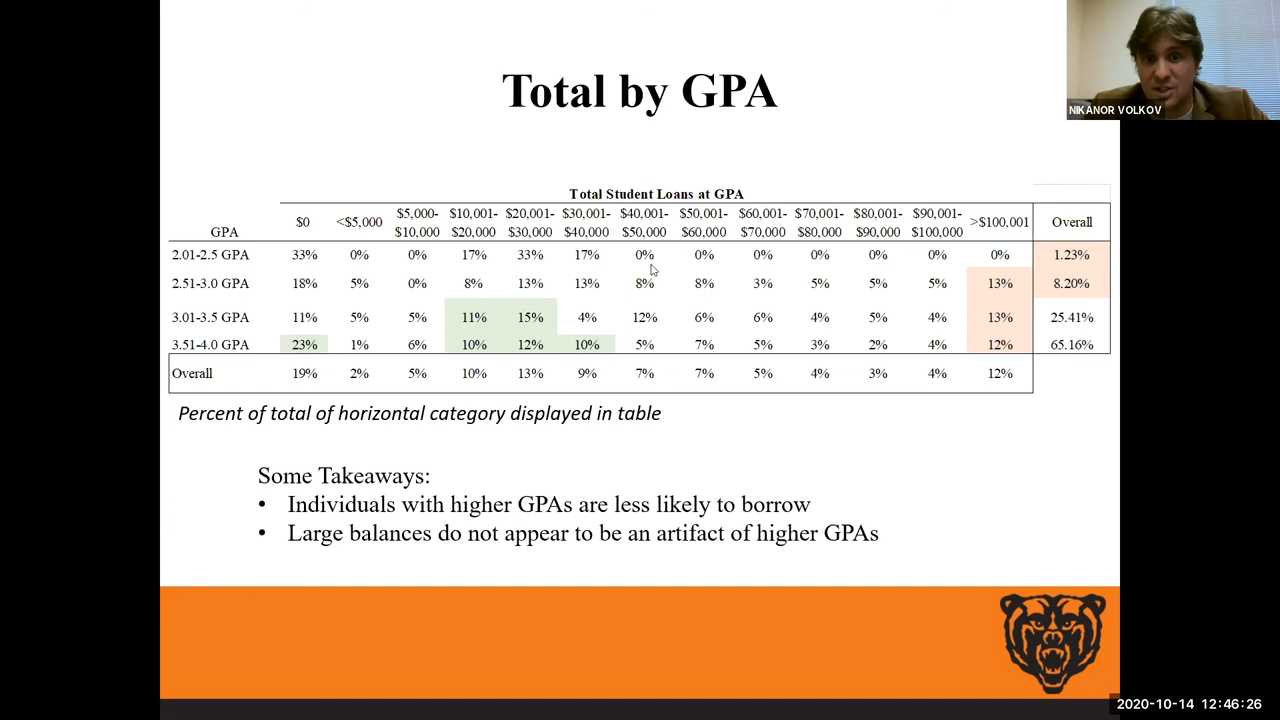 Total by GPA
NIKANOR VOLKOV
Total Student Loans at GPA
GPA $0 <$5,000 $5,000-$10,000 $10,001-$20,000 $20,001-$30,000 $30,001-$40,000 $40,001-$50,000 $50,001-$60,000 $60,001-$70,000 $70,001-$80,000 $80,001-$90,000 $90,001-$100,000 >$100,001 Overall
2.01-2.5 GPA 33% 0% 0% 17% 33% 17% 0% 0% 0% 0% 0% 0% 0% 1.23%
2.51-3.0 GPA 18% 5% 0% 8% 13% 13% 8% 8% 3% 5% 5% 5% 13% 8.20%
3.01-3.5 GPA 11% 5% 5% 11% 15% 4% 12% 6% 6% 4% 5% 4% 13% 25.41%
3.51-4.0 GPA 23% 1% 6% 10% 12% 10% 5% 7% 5% 3% 2% 4% 12% 65.16%
Overall 19% 2% 5% 10% 13% 9% 7% 7% 5% 4% 3% 4% 12%
Percent of total of horizontal category displayed in table
Some Takeaways:
• Individuals with higher GPAs are less likely to borrow
• Large balances do not appear to be an artifact of higher GPAs
2020-10-14 12:46:26